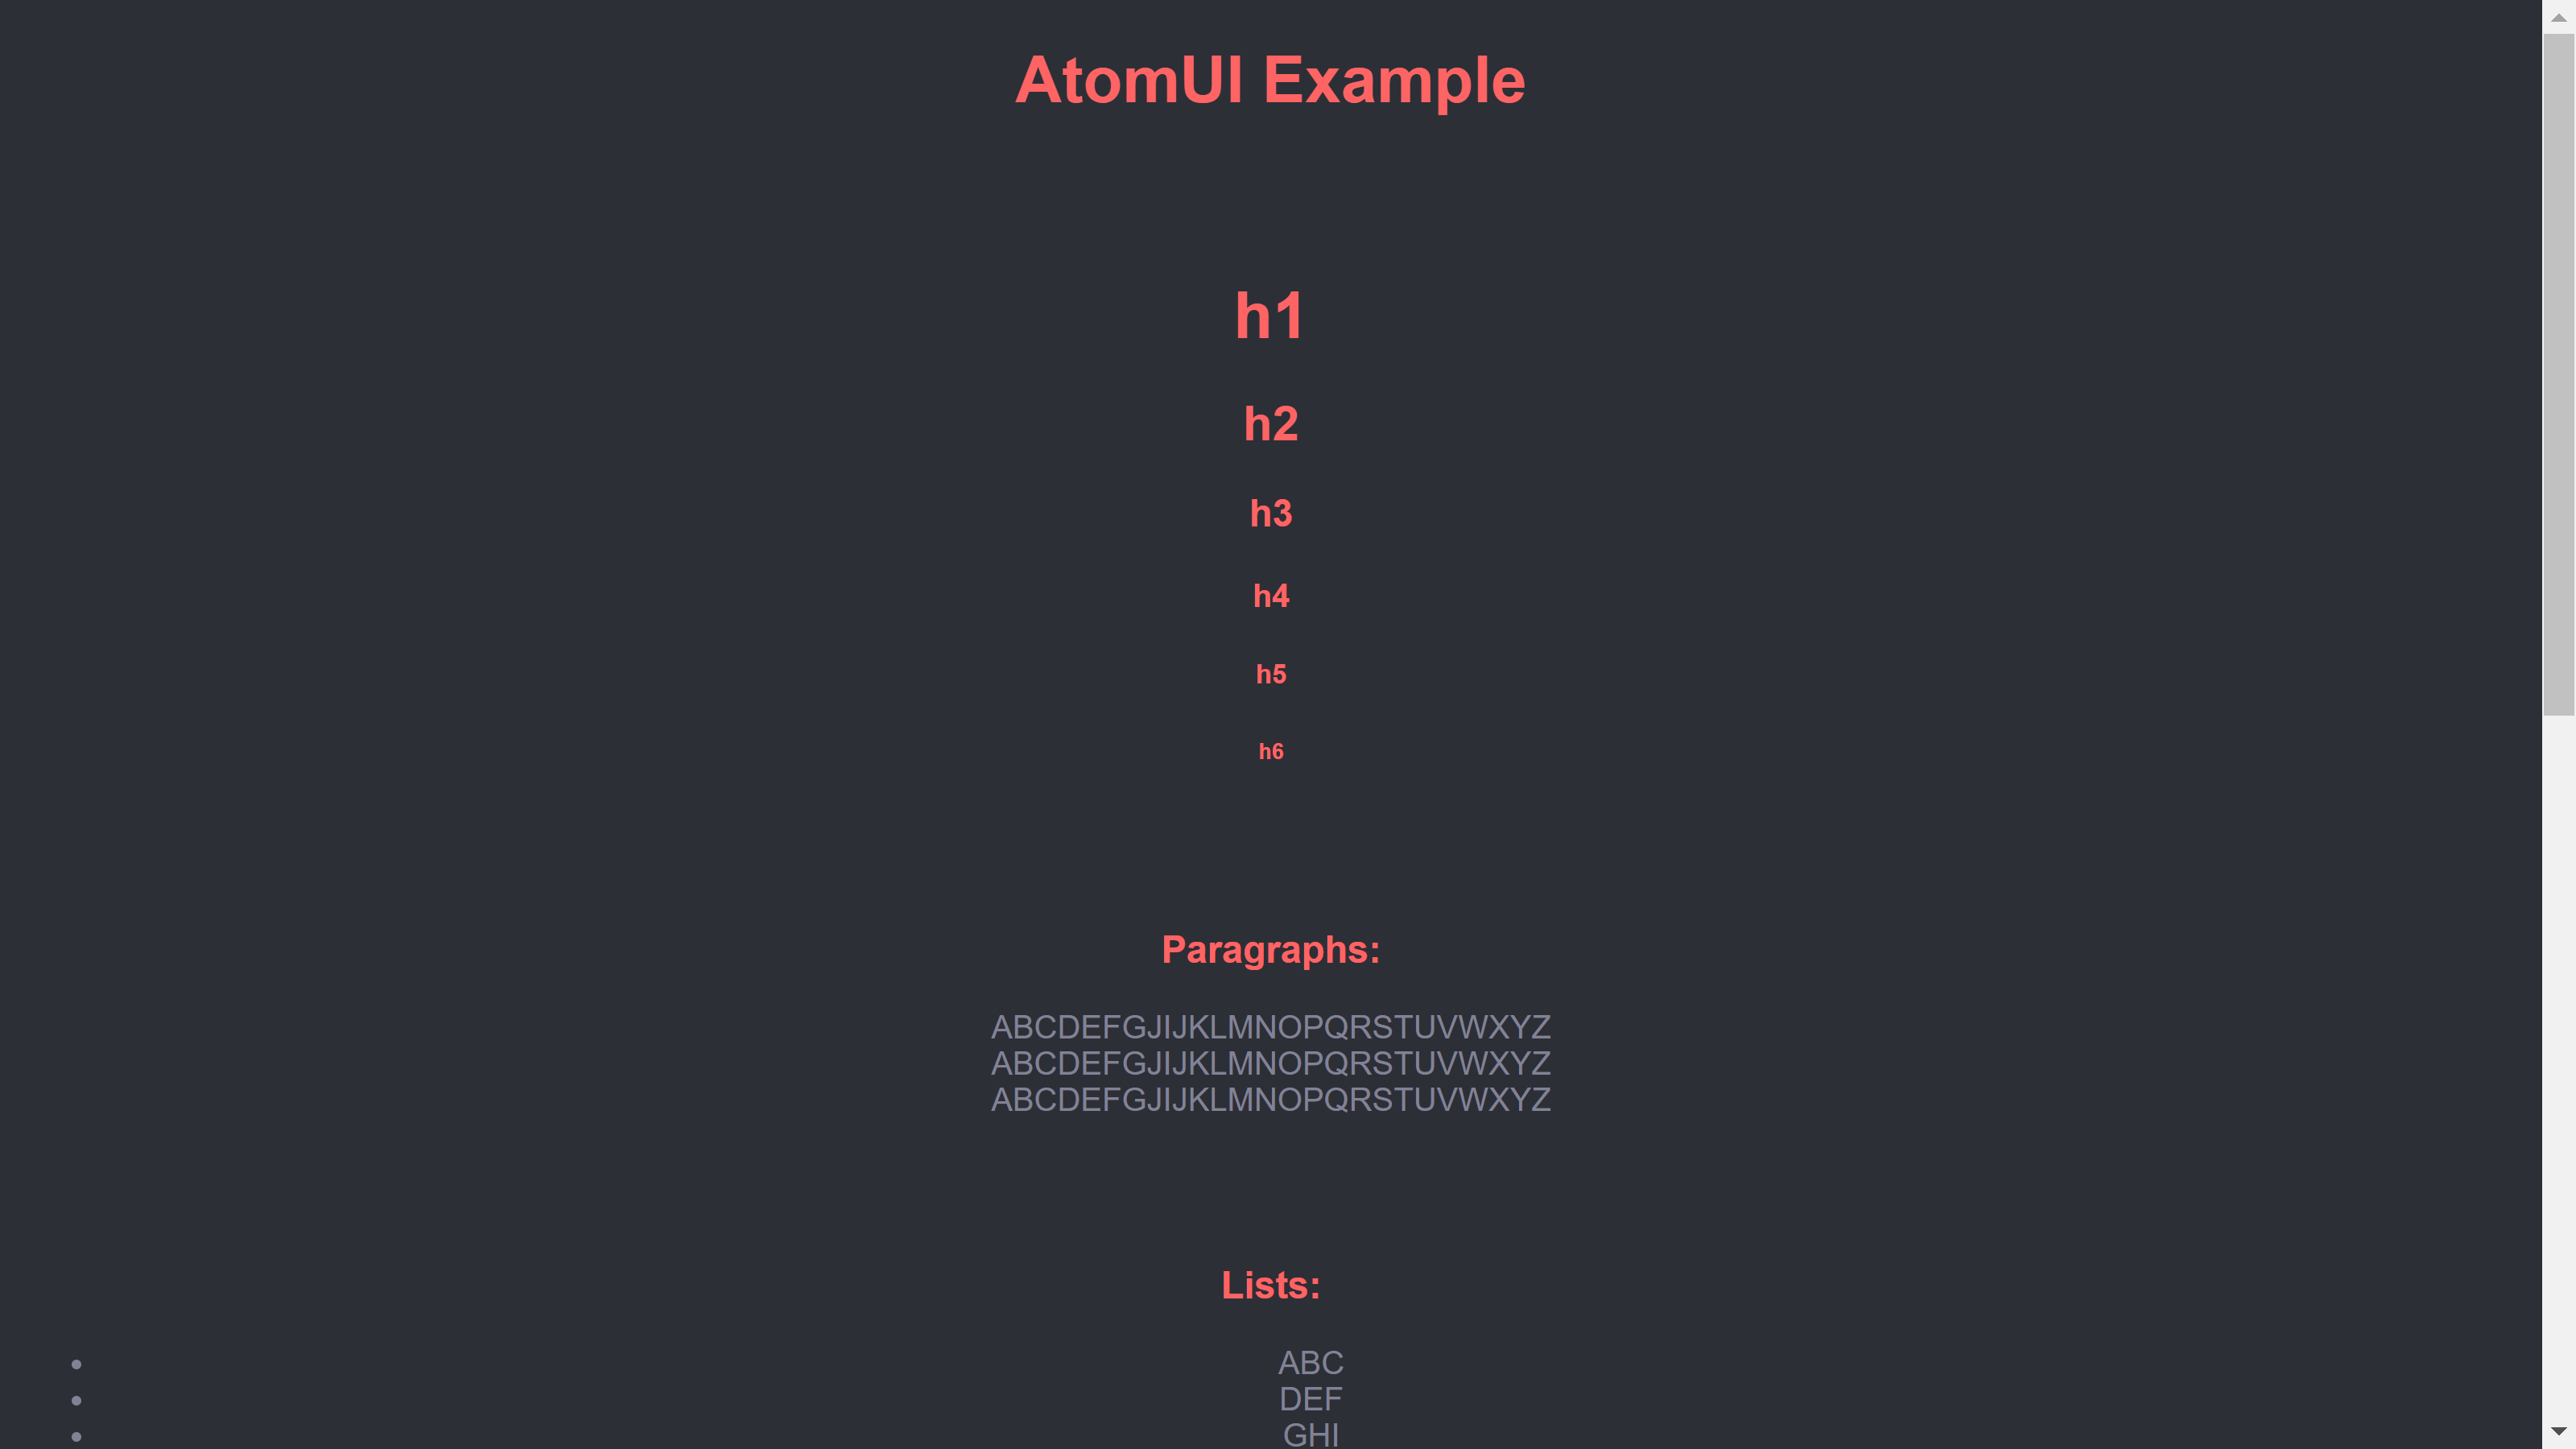 AtomUI Example
h1
h2
h3
h4
h5
h6
Paragraphs:
ABCDEFGJIJKLMNOPQRSTUVWXYZ
ABCDEFGJIJKLMNOPQRSTUVWXYZ
ABCDEFGJIJKLMNOPQRSTUVWXYZ
Lists:
• ABC
• DEF
• GHI